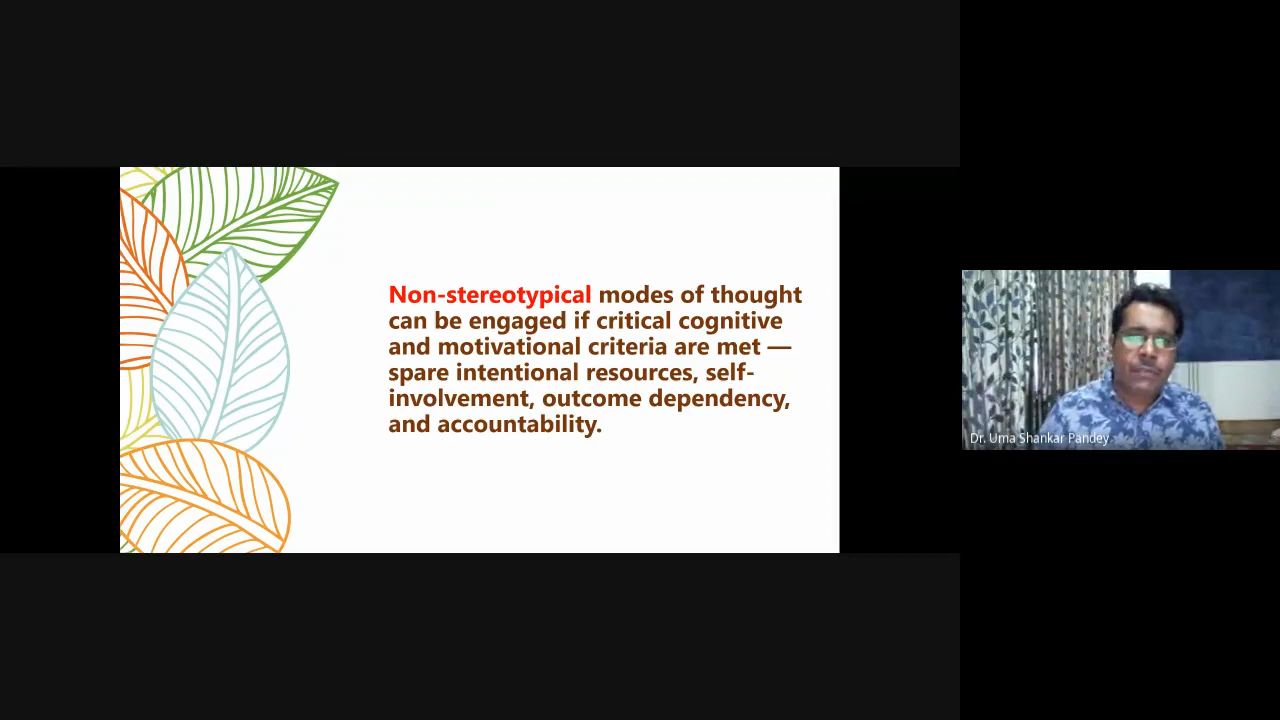 Non-stereotypical modes of thought
can be engaged if critical cognitive
and motivational criteria are met —
spare intentional resources, self-
involvement, outcome dependency,
and accountability.
Dr. Uma Shankar Pandey